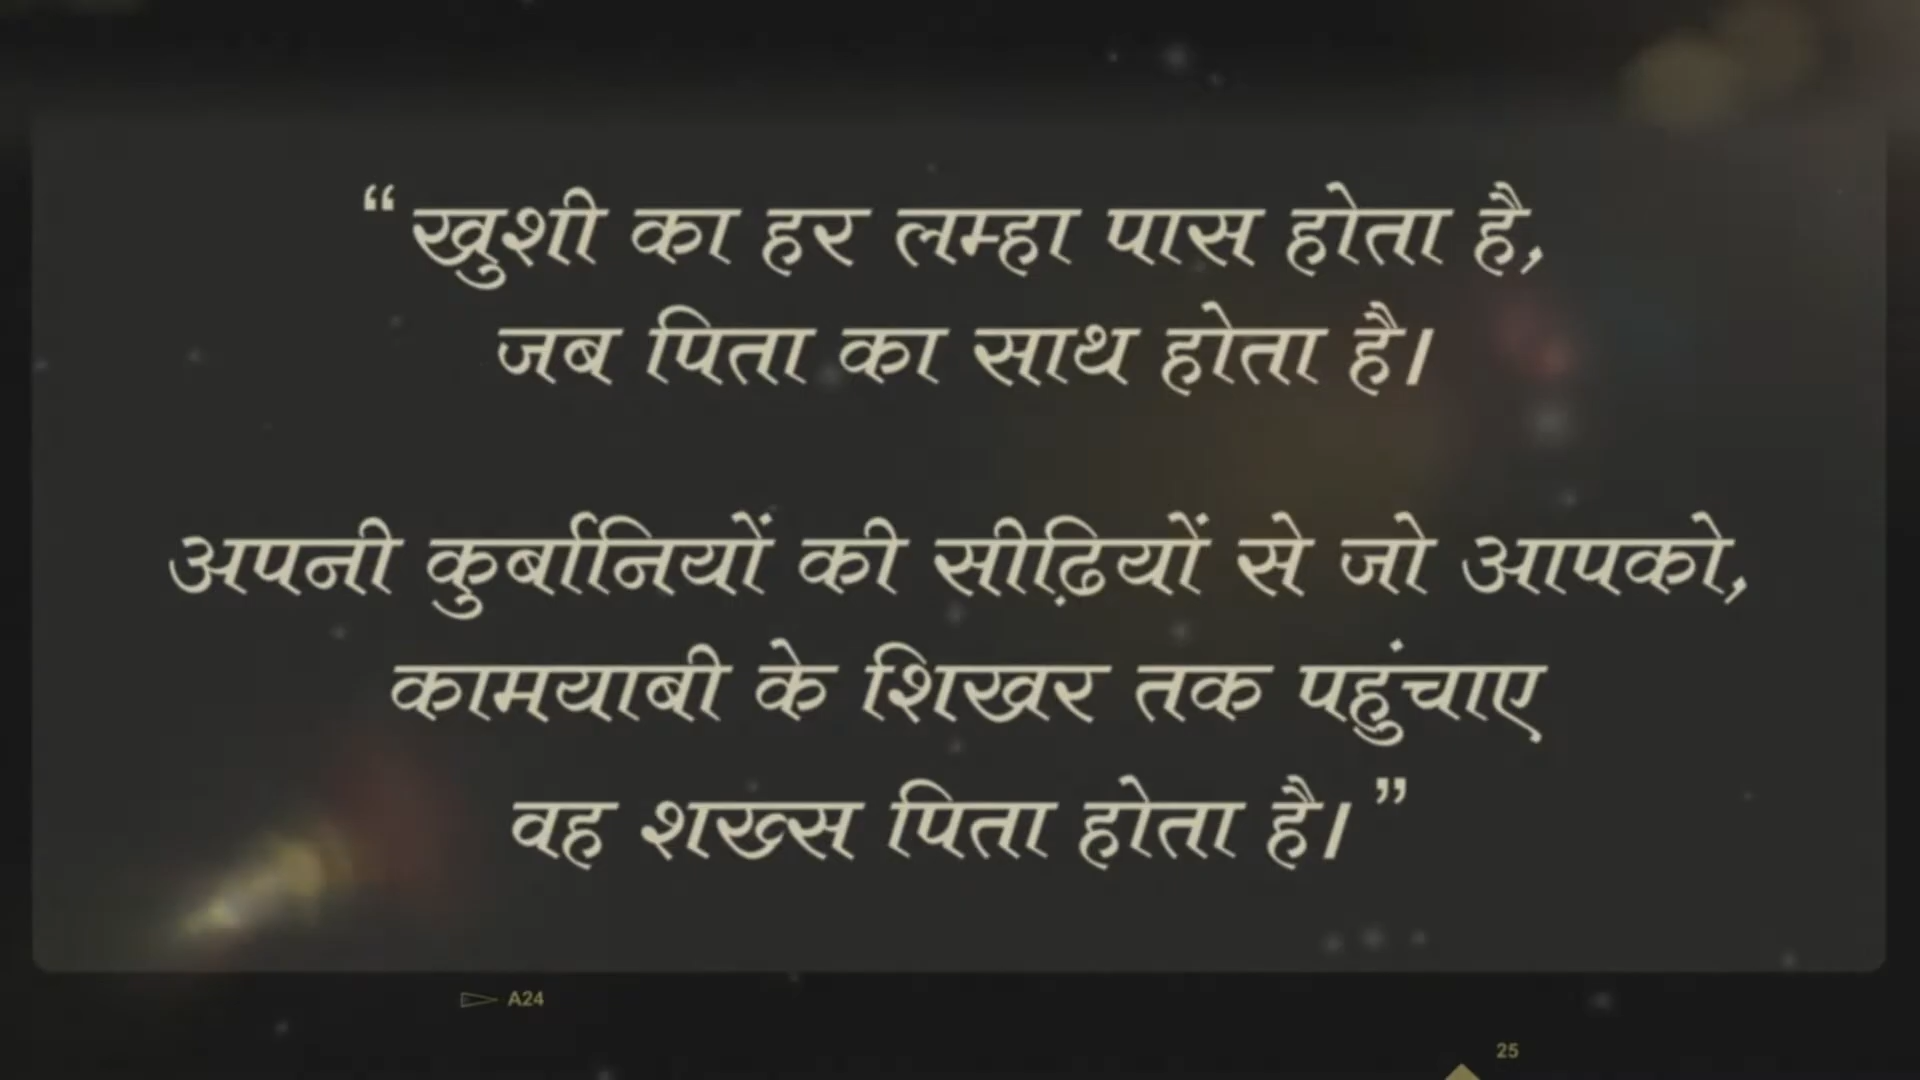 “खुशी का हर लम्हा पास होता है,
जब पिता का साथ होता है।
अपनी कुर्बानियों की सीढ़ियों से जो आपको,
कामयाबी के शिखर तक पहुंचाए
वह शख्स पिता होता है।”
A24
25